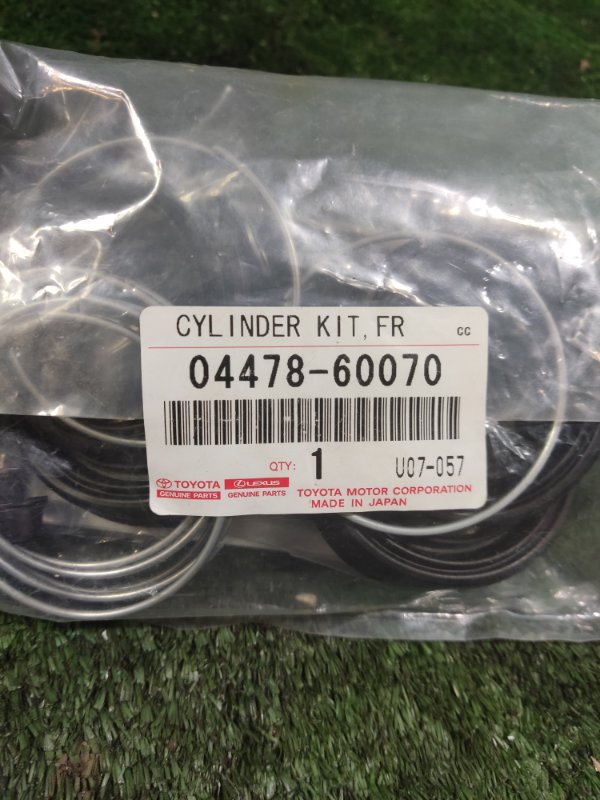 CYLINDER KIT, FR CC
04478-60070
QTY: 1 U07-057
TOYOTA LEXUS
GENUINE PARTS GENUINE PARTS TOYOTA MOTOR CORPORATION
MADE IN JAPAN